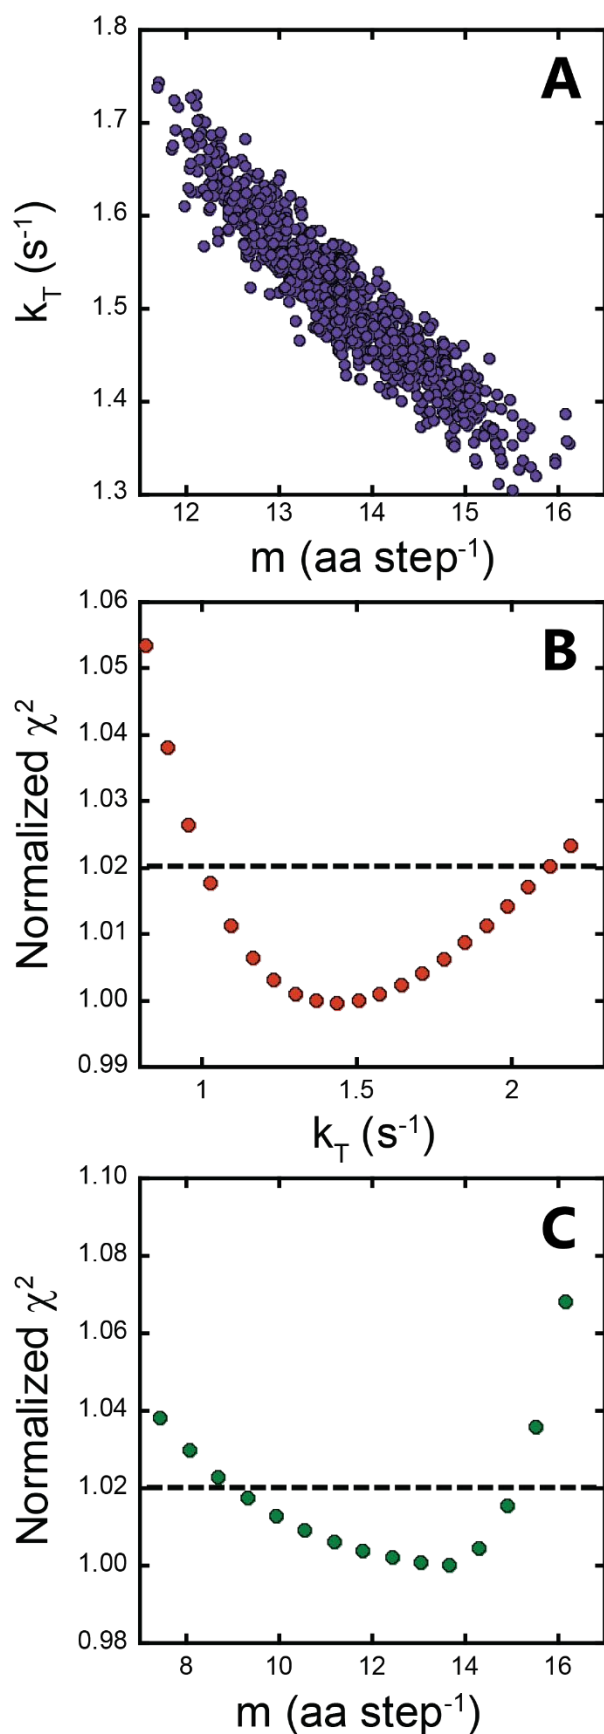 A
1.8
1.7
1.6
1.5
1.4
1.3
k_T (s⁻¹)
12 13 14 15 16
m (aa step⁻¹)
B
1.06
1.05
1.04
1.03
1.02
1.01
1.00
0.99
Normalized χ²
1 1.5 2
k_T (s⁻¹)
C
1.10
1.08
1.06
1.04
1.02
1.00
0.98
Normalized χ²
8 10 12 14 16
m (aa step⁻¹)